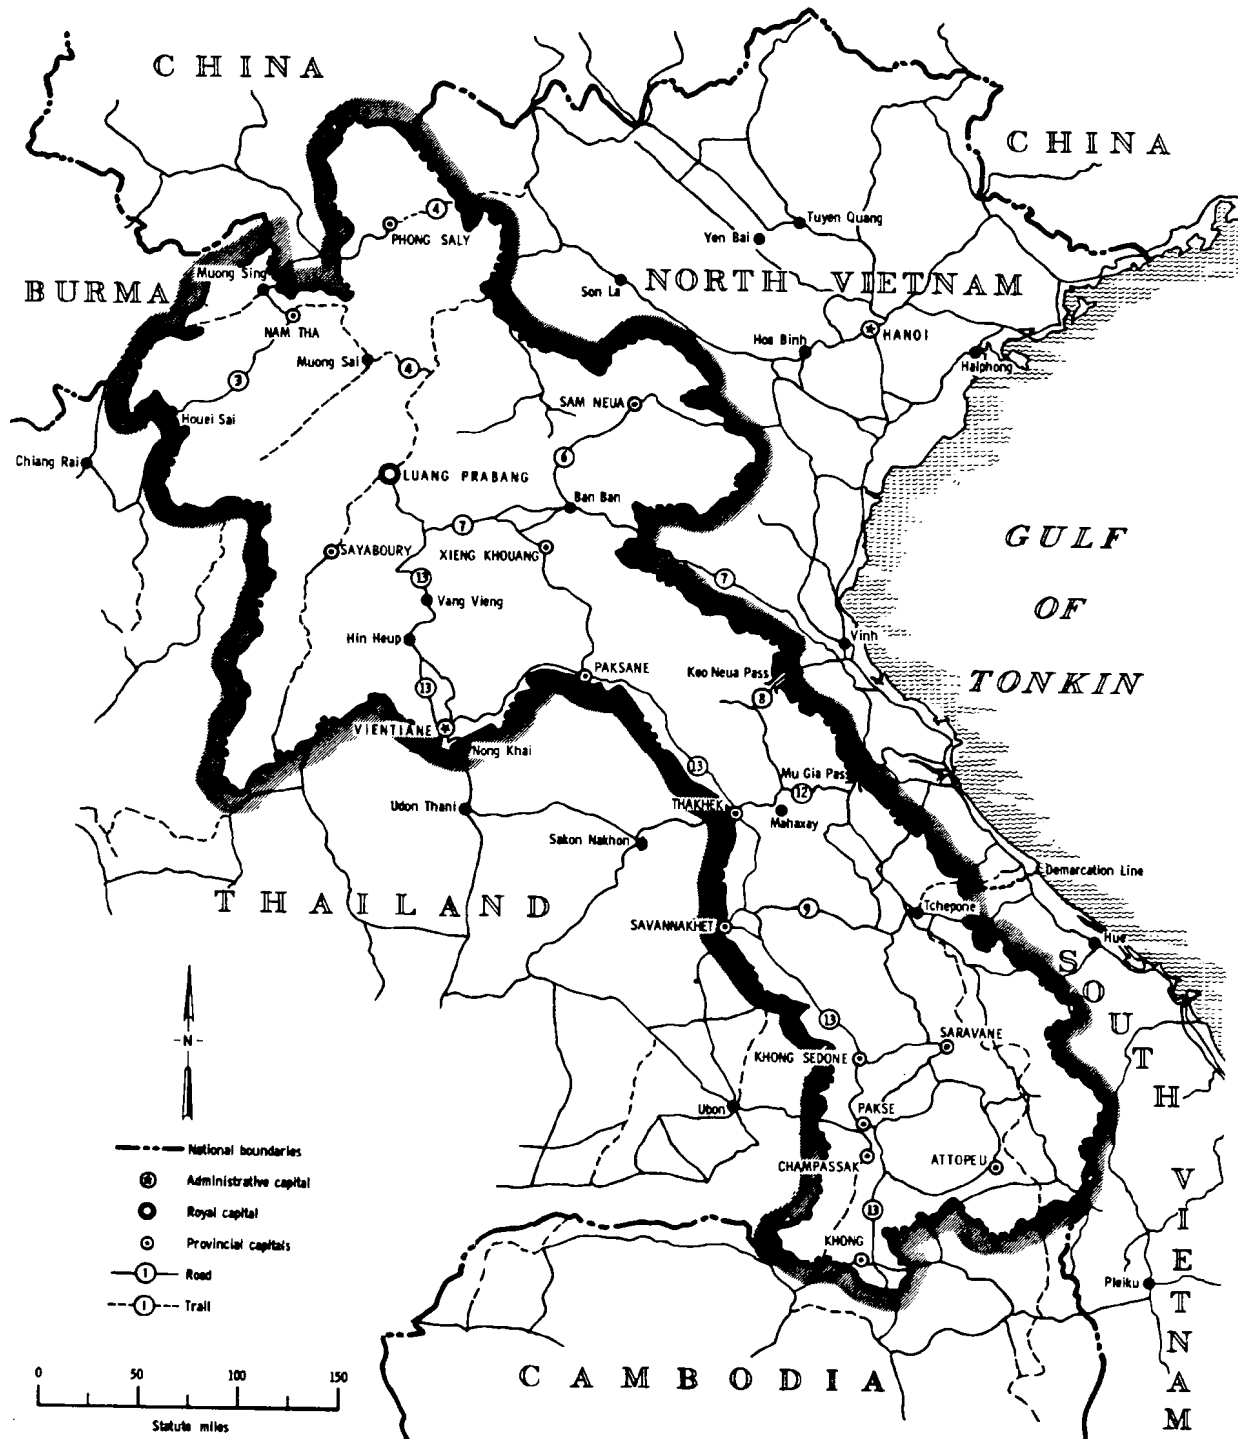 CHINA
CHINA
Tuyen Quang
Yen Bai
4
PHONG SALY
Muong Sing
BURMA
Son La
NORTH VIETNAM
NAM THA
Hoa Binh
HANOI
Muong Sai
4
Haiphong
3
Houei Sai
SAM NEUA
Chiang Rai
6
LUANG PRABANG
Ban Ban
7
GULF
OF
TONKIN
SAYABOURY
XIENG KHOUANG
13
7
Vang Vieng
Hin Heup
Vinh
PAKSANE
Keo Neua Pass
13
8
VIENTIANE
Nong Khai
13
Mu Gia Pass
12
Udon Thani
THAKHEK
Mahaxay
Sakon Nakhon
Demarcation Line
THAILAND
Tchepone
9
SAVANNAKHET
Hue
SOUTH VIETNAM
N
13
SARAVANE
KHONG SEDONE
Ubon
PAKSE
CHAMPASSAK
ATTOPEU
13
KHONG
Pleiku
CAMBODIA
National boundaries
Administrative capital
Royal capital
Provincial capitals
1 Road
1 Trail
0 50 100 150
Statute miles